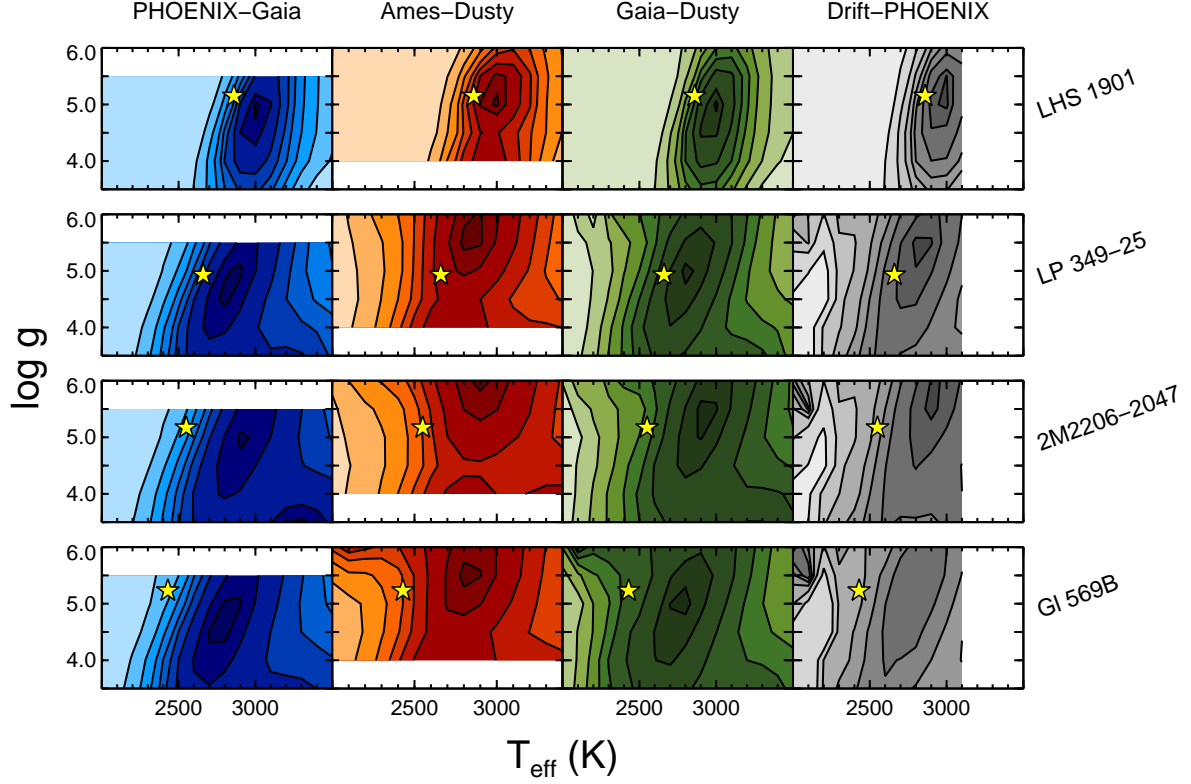 PHOENIX−Gaia Ames−Dusty Gaia−Dusty Drift−PHOENIX
6.0
5.0
4.0
LHS 1901
6.0
5.0
4.0
LP 349−25
log g
6.0
5.0
4.0
2M2206−2047
6.0
5.0
4.0
Gl 569B
2500 3000 2500 3000 2500 3000 2500 3000
Teff (K)